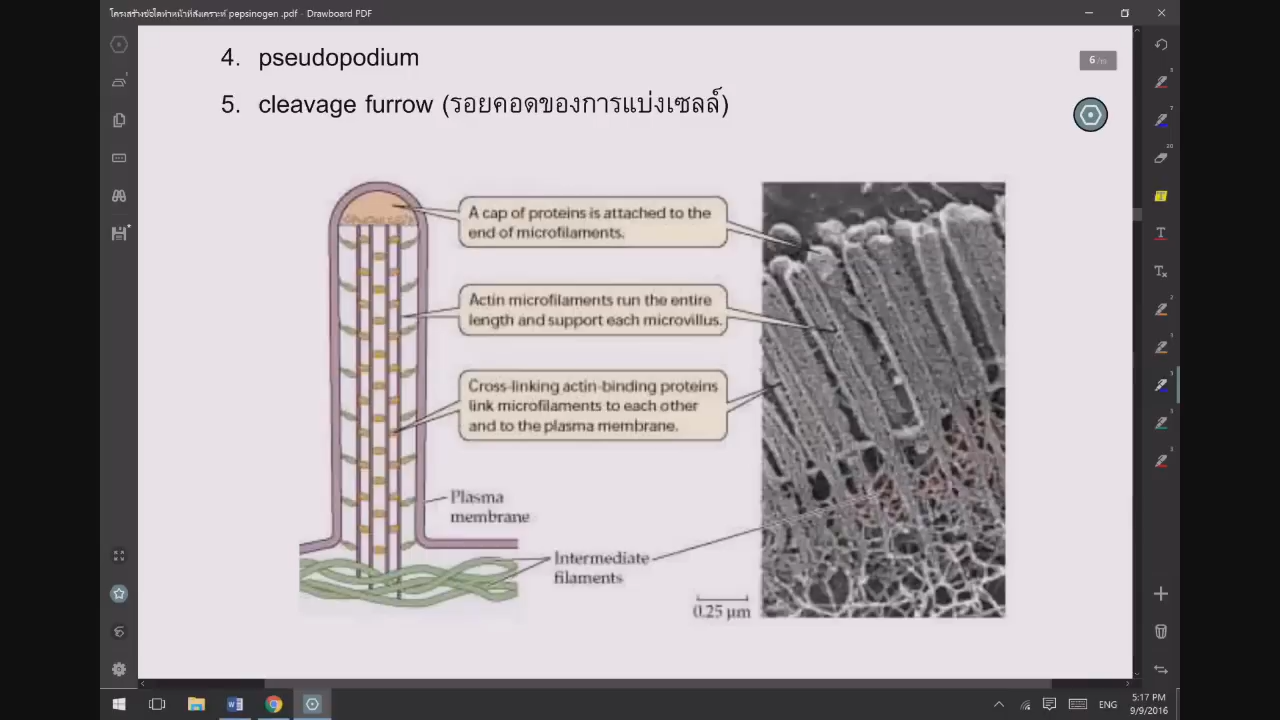 โครงสร้างข้อใดทำหน้าที่สังเคราะห์ pepsinogen .pdf - Drawboard PDF
4. pseudopodium
5. cleavage furrow (รอยคอดของการแบ่งเซลล์)
A cap of proteins is attached to the
end of microfilaments.
Actin microfilaments run the entire
length and support each microvillus.
Cross-linking actin-binding proteins
link microfilaments to each other
and to the plasma membrane.
Plasma
membrane
Intermediate
filaments
0.25 µm
ENG
5:17 PM
9/9/2016